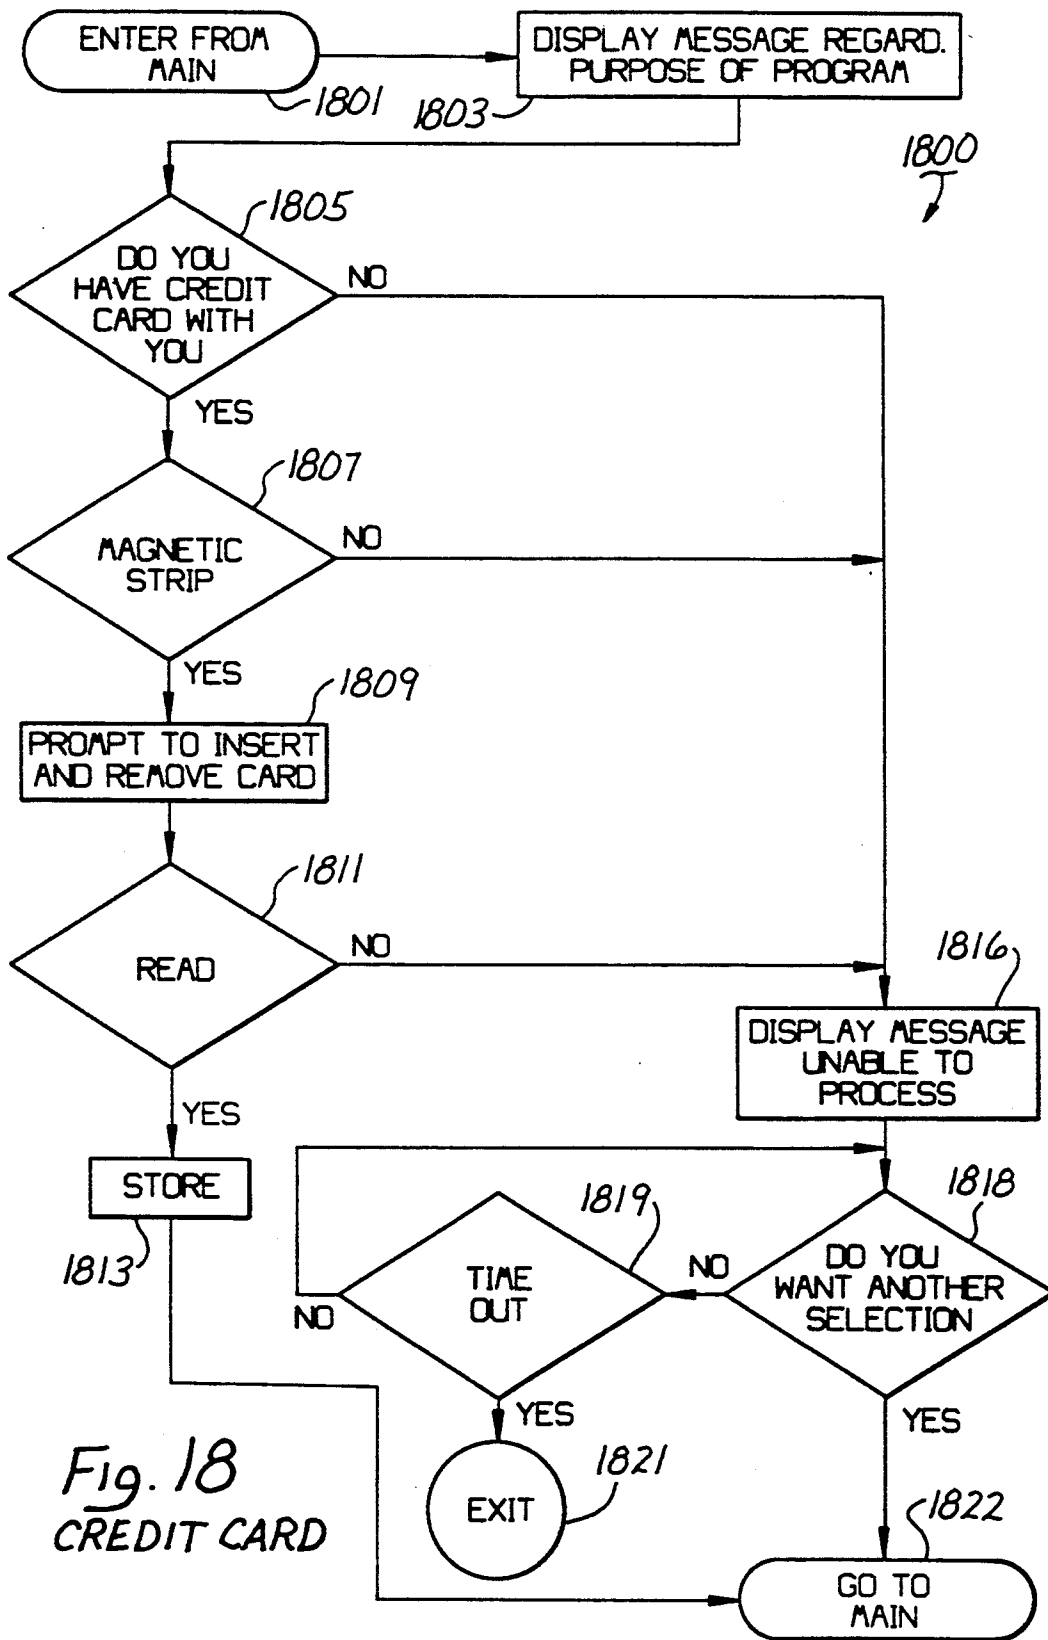 ENTER FROM
MAIN
1801
DISPLAY MESSAGE REGARD.
PURPOSE OF PROGRAM
1803
1800
1805
DO YOU
HAVE CREDIT
CARD WITH
YOU
NO
YES
1807
MAGNETIC
STRIP
NO
YES
1809
PROMPT TO INSERT
AND REMOVE CARD
1811
READ
NO
YES
1816
DISPLAY MESSAGE
UNABLE TO
PROCESS
STORE
1813
1818
DO YOU
WANT ANOTHER
SELECTION
NO
YES
1819
TIME
OUT
NO
YES
1821
EXIT
1822
GO TO
MAIN
Fig. 18
CREDIT CARD